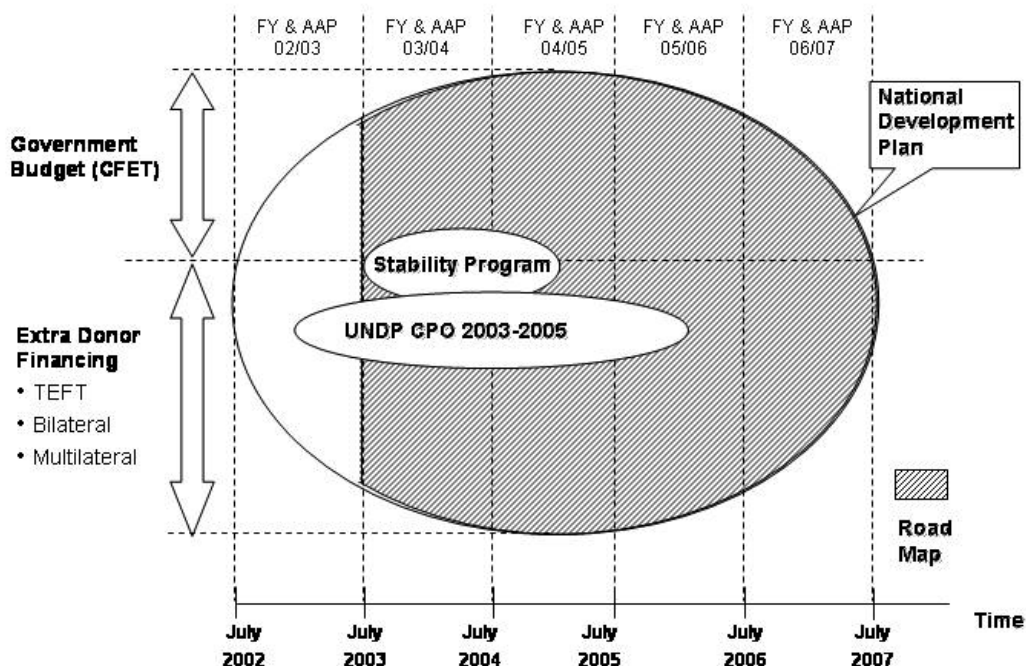 FY & AAP
02/03
FY & AAP
03/04
FY & AAP
04/05
FY & AAP
05/06
FY & AAP
06/07
National
Development
Plan
Government
Budget (CFET)
Stability Program
UNDP CPO 2003-2005
Extra Donor
Financing
• TEFT
• Bilateral
• Multilateral
Road
Map
Time
July
2002
July
2003
July
2004
July
2005
July
2006
July
2007